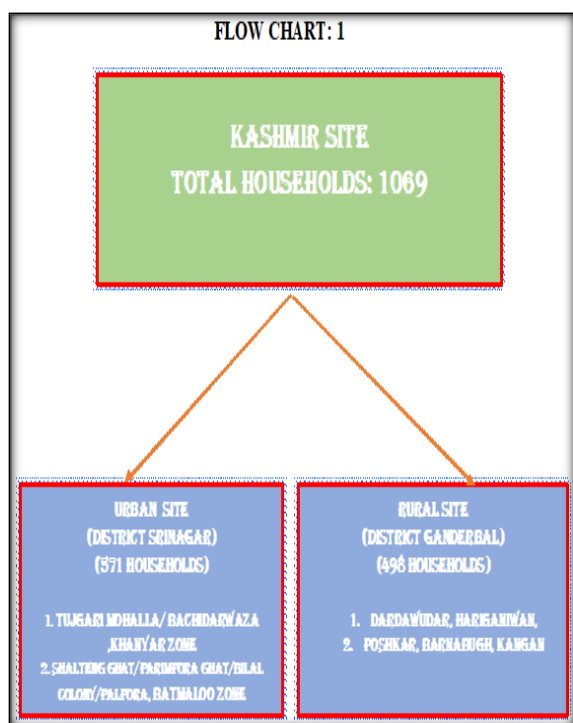 FLOW CHART: 1
KASHMIR SITE
TOTAL HOUSEHOLDS: 1069
URBAN SITE
(DISTRICT SRINAGAR)
(571 HOUSEHOLDS)
1. TUJGARI MOHALLA/ BACHIDARWAZA
,KHANYAR ZONE
2. SHALTENG GHAT/PARIMPORA GHAT/BILAL
COLONY/PALPORA, BATMALOO ZONE
RURAL SITE
(DISTRICT GANDERBAL)
(498 HOUSEHOLDS)
1. DARDAWUDAR, HARIGANIWAN,
2. POSHKAR, BARNABUGH, KANGAN